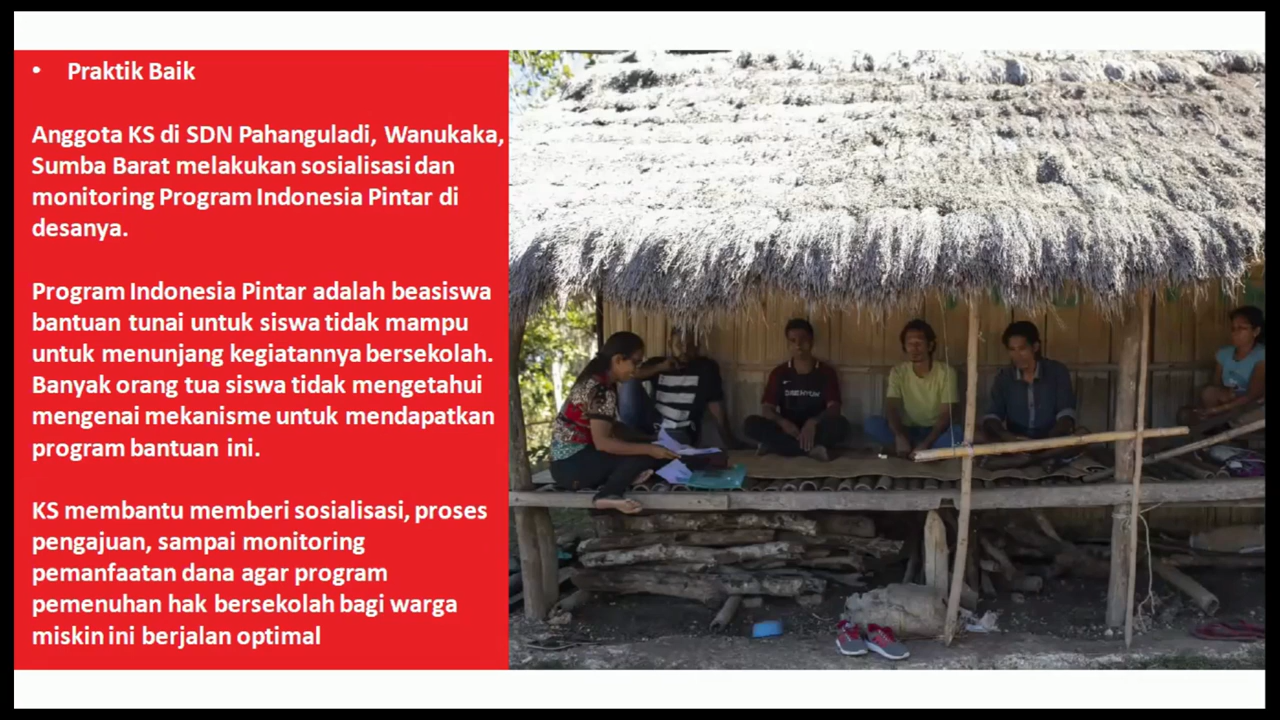 • Praktik Baik
Anggota KS di SDN Pahanguladi, Wanukaka,
Sumba Barat melakukan sosialisasi dan
monitoring Program Indonesia Pintar di
desanya.
Program Indonesia Pintar adalah beasiswa
bantuan tunai untuk siswa tidak mampu
untuk menunjang kegiatannya bersekolah.
Banyak orang tua siswa tidak mengetahui
mengenai mekanisme untuk mendapatkan
program bantuan ini.
KS membantu memberi sosialisasi, proses
pengajuan, sampai monitoring
pemanfaatan dana agar program
pemenuhan hak bersekolah bagi warga
miskin ini berjalan optimal